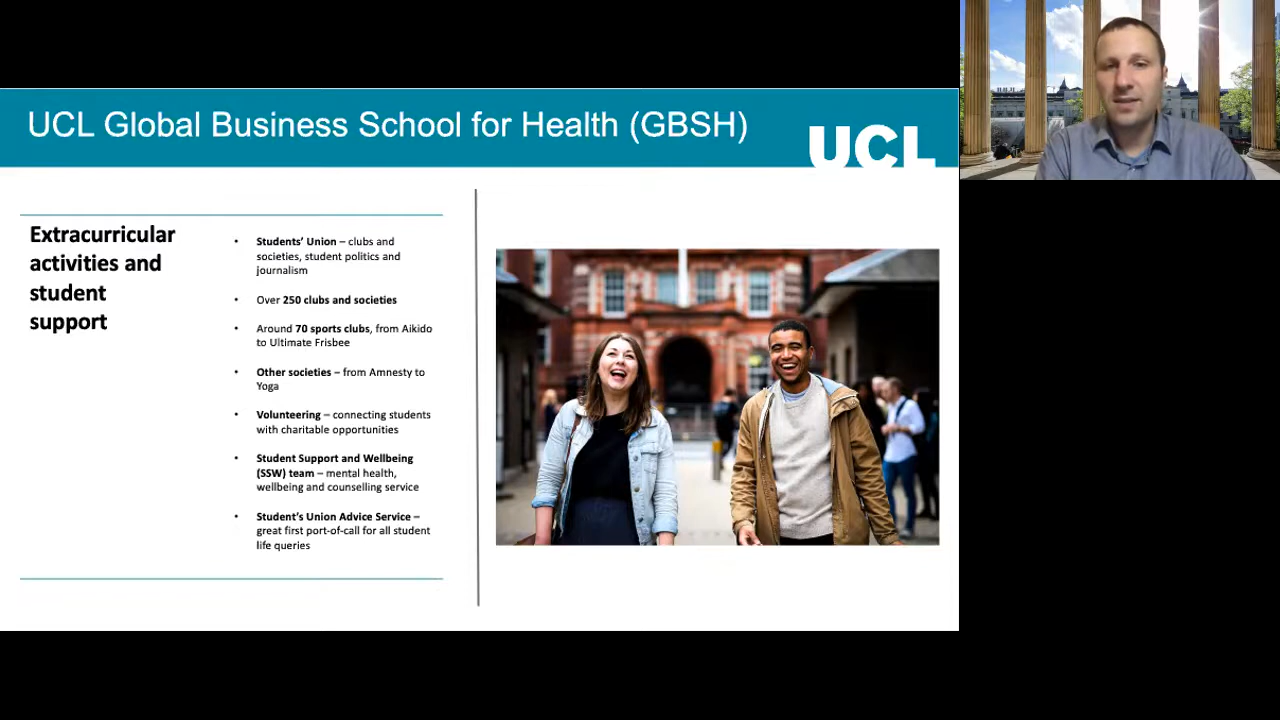 UCL Global Business School for Health (GBSH)
UCL
Extracurricular
activities and
student
support
• Students' Union – clubs and
societies, student politics and
journalism
• Over 250 clubs and societies
• Around 70 sports clubs, from Aikido
to Ultimate Frisbee
• Other societies – from Amnesty to
Yoga
• Volunteering – connecting students
with charitable opportunities
• Student Support and Wellbeing
(SSW) team – mental health,
wellbeing and counselling service
• Student's Union Advice Service –
great first port-of-call for all student
life queries